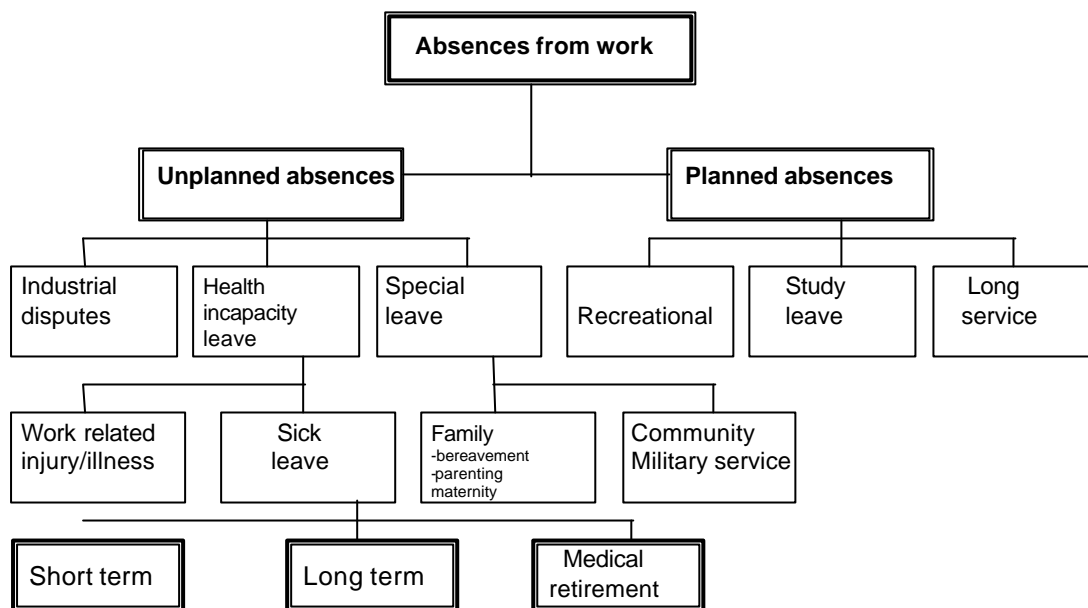 Absences from work
Unplanned absences
Planned absences
Industrial
disputes
Health
incapacity
leave
Special
leave
Recreational
Study
leave
Long
service
Work related
injury/illness
Sick
leave
Family
-bereavement
-parenting
maternity
Community
Military service
Short term
Long term
Medical
retirement